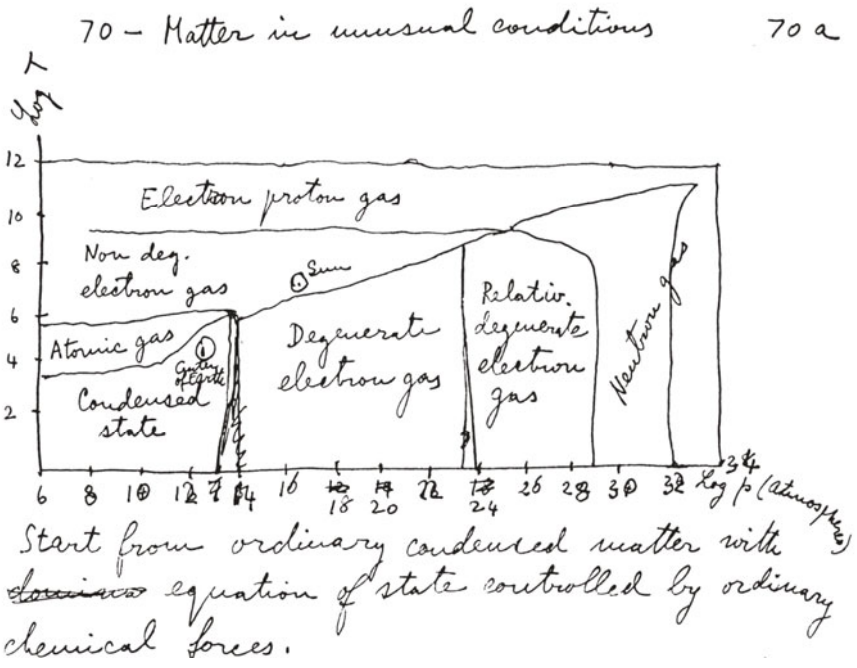 70 - Matter in unusual conditions 70 a
Log T
12
Electron proton gas
10
Non deg.
electron gas
8
Sun
Relativ.
degenerate
electron
gas
Neutron gas
6
Atomic gas
Degenerate
electron gas
4
Center
of Earth
Condensed
state
2
6 8 10 12 14 16 18 20 22 24 26 28 30 32 34 Log p (atmospheres)
Start from ordinary condensed matter with
equation of state controlled by ordinary
chemical forces.